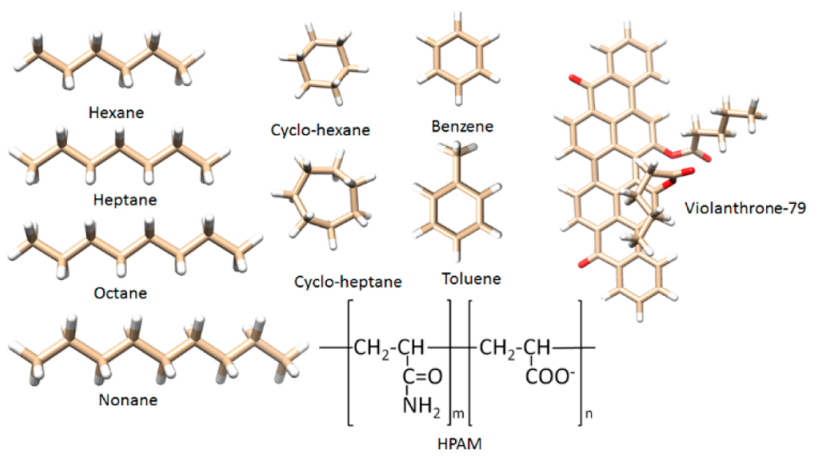 Hexane
Cyclo-hexane
Benzene
Heptane
Violanthrone-79
Octane
Cyclo-heptane
Toluene
Nonane
CH2-CH
CH2-CH
C=O
COO-
NH2
m
n
HPAM